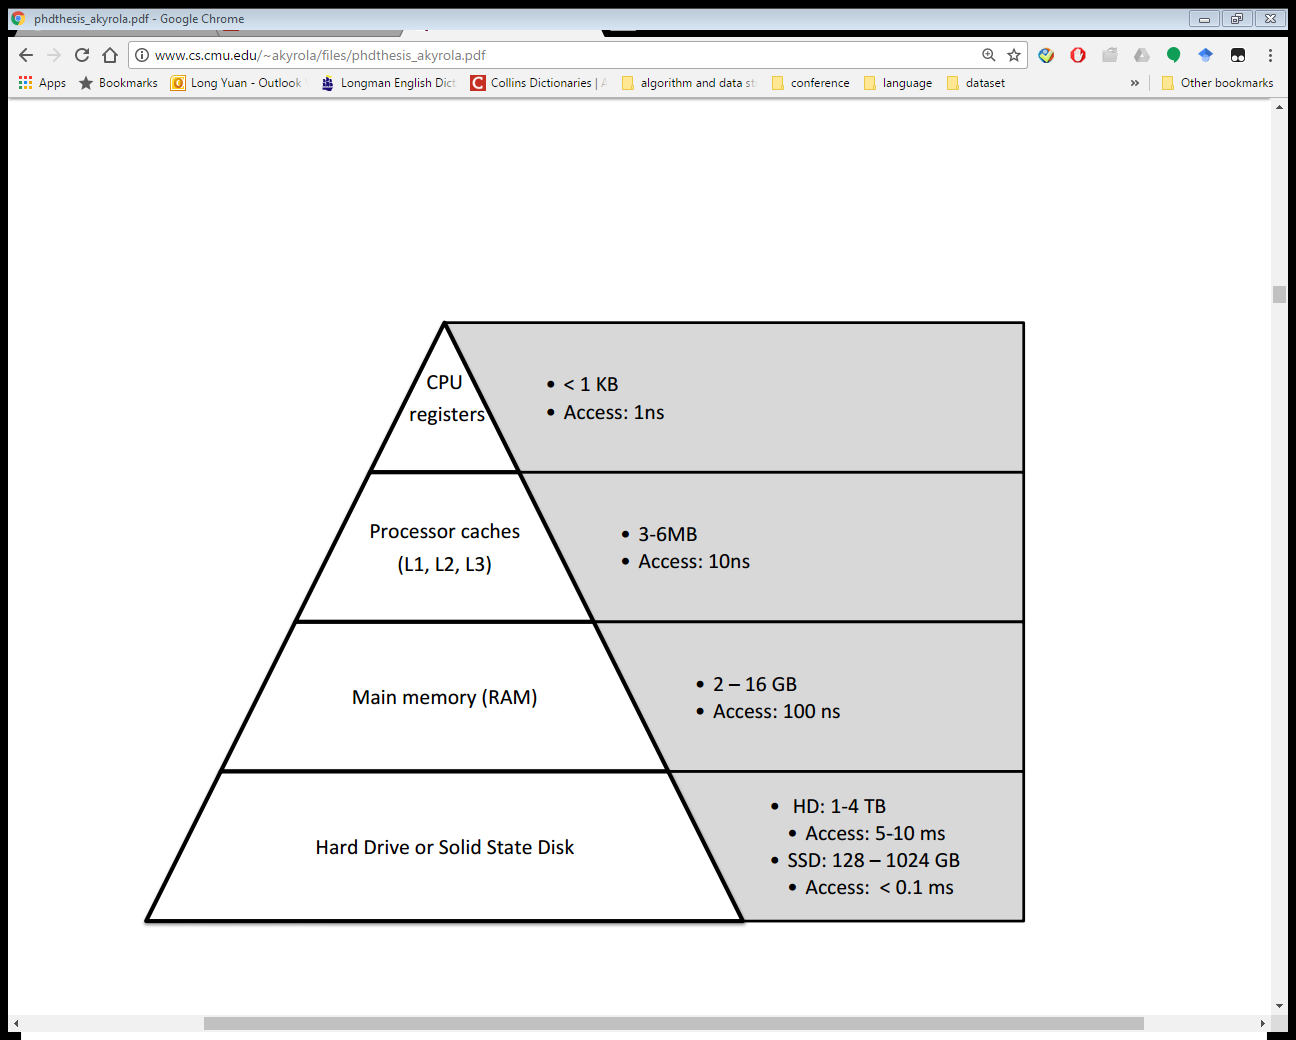 phdthesis_akyrola.pdf - Google Chrome
www.cs.cmu.edu/~akyrola/files/phdthesis_akyrola.pdf
Apps Bookmarks Long Yuan - Outlook Longman English Dict Collins Dictionaries | algorithm and data st conference language dataset » Other bookmarks
CPU
registers
• < 1 KB
• Access: 1ns
Processor caches
(L1, L2, L3)
• 3-6MB
• Access: 10ns
Main memory (RAM)
• 2 – 16 GB
• Access: 100 ns
Hard Drive or Solid State Disk
• HD: 1-4 TB
• Access: 5-10 ms
• SSD: 128 – 1024 GB
• Access: < 0.1 ms